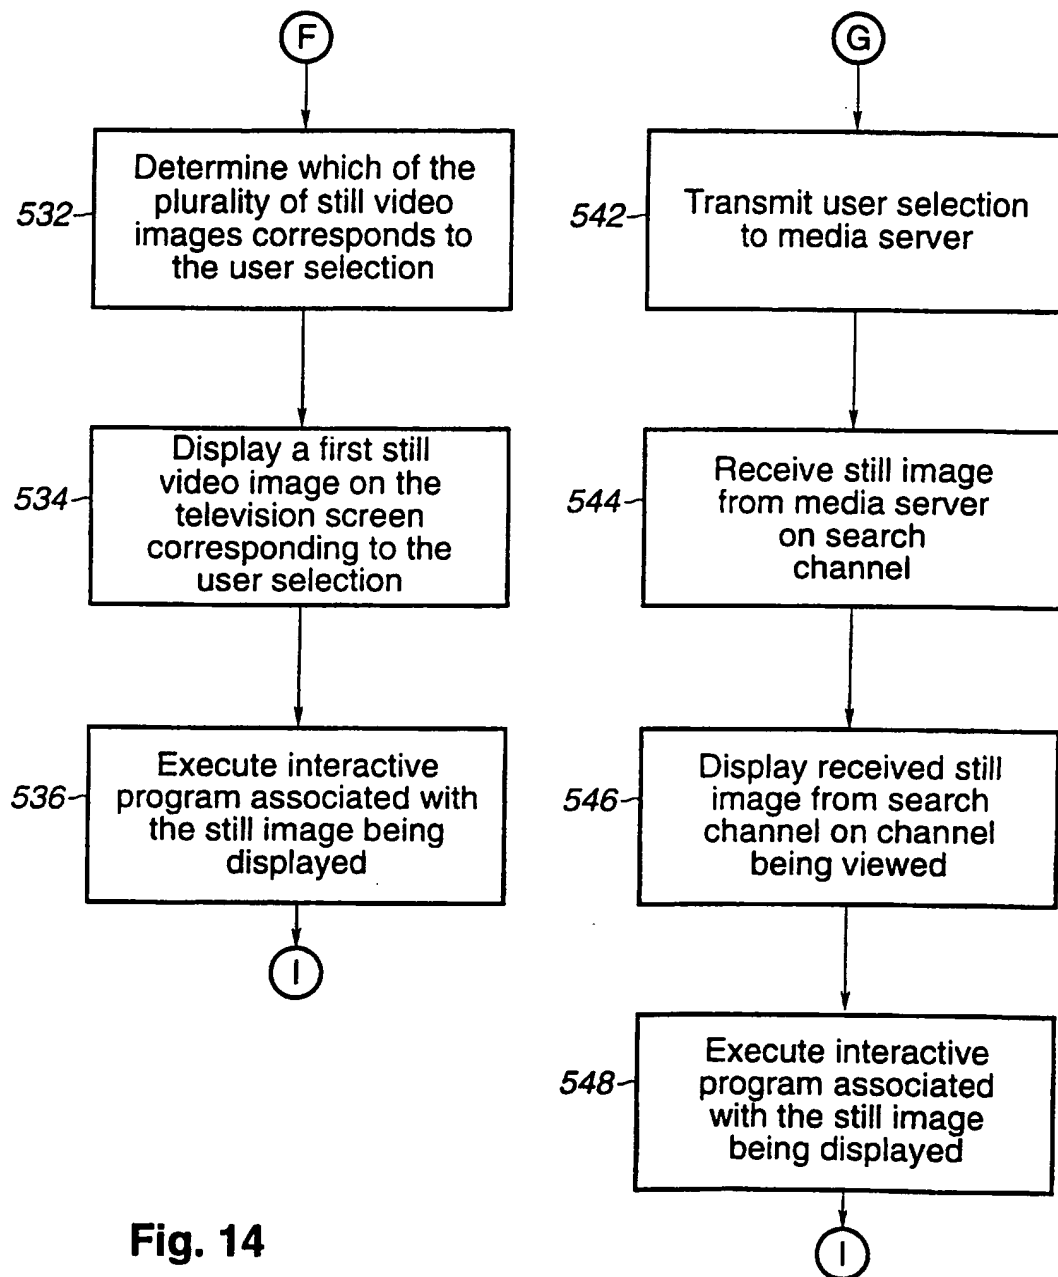 F
532
Determine which of the
plurality of still video
images corresponds to
the user selection
534
Display a first still
video image on the
television screen
corresponding to the
user selection
536
Execute interactive
program associated with
the still image being
displayed
I
G
542
Transmit user selection
to media server
544
Receive still image
from media server
on search
channel
546
Display received still
image from search
channel on channel
being viewed
548
Execute interactive
program associated
with the still image
being displayed
I
Fig. 14